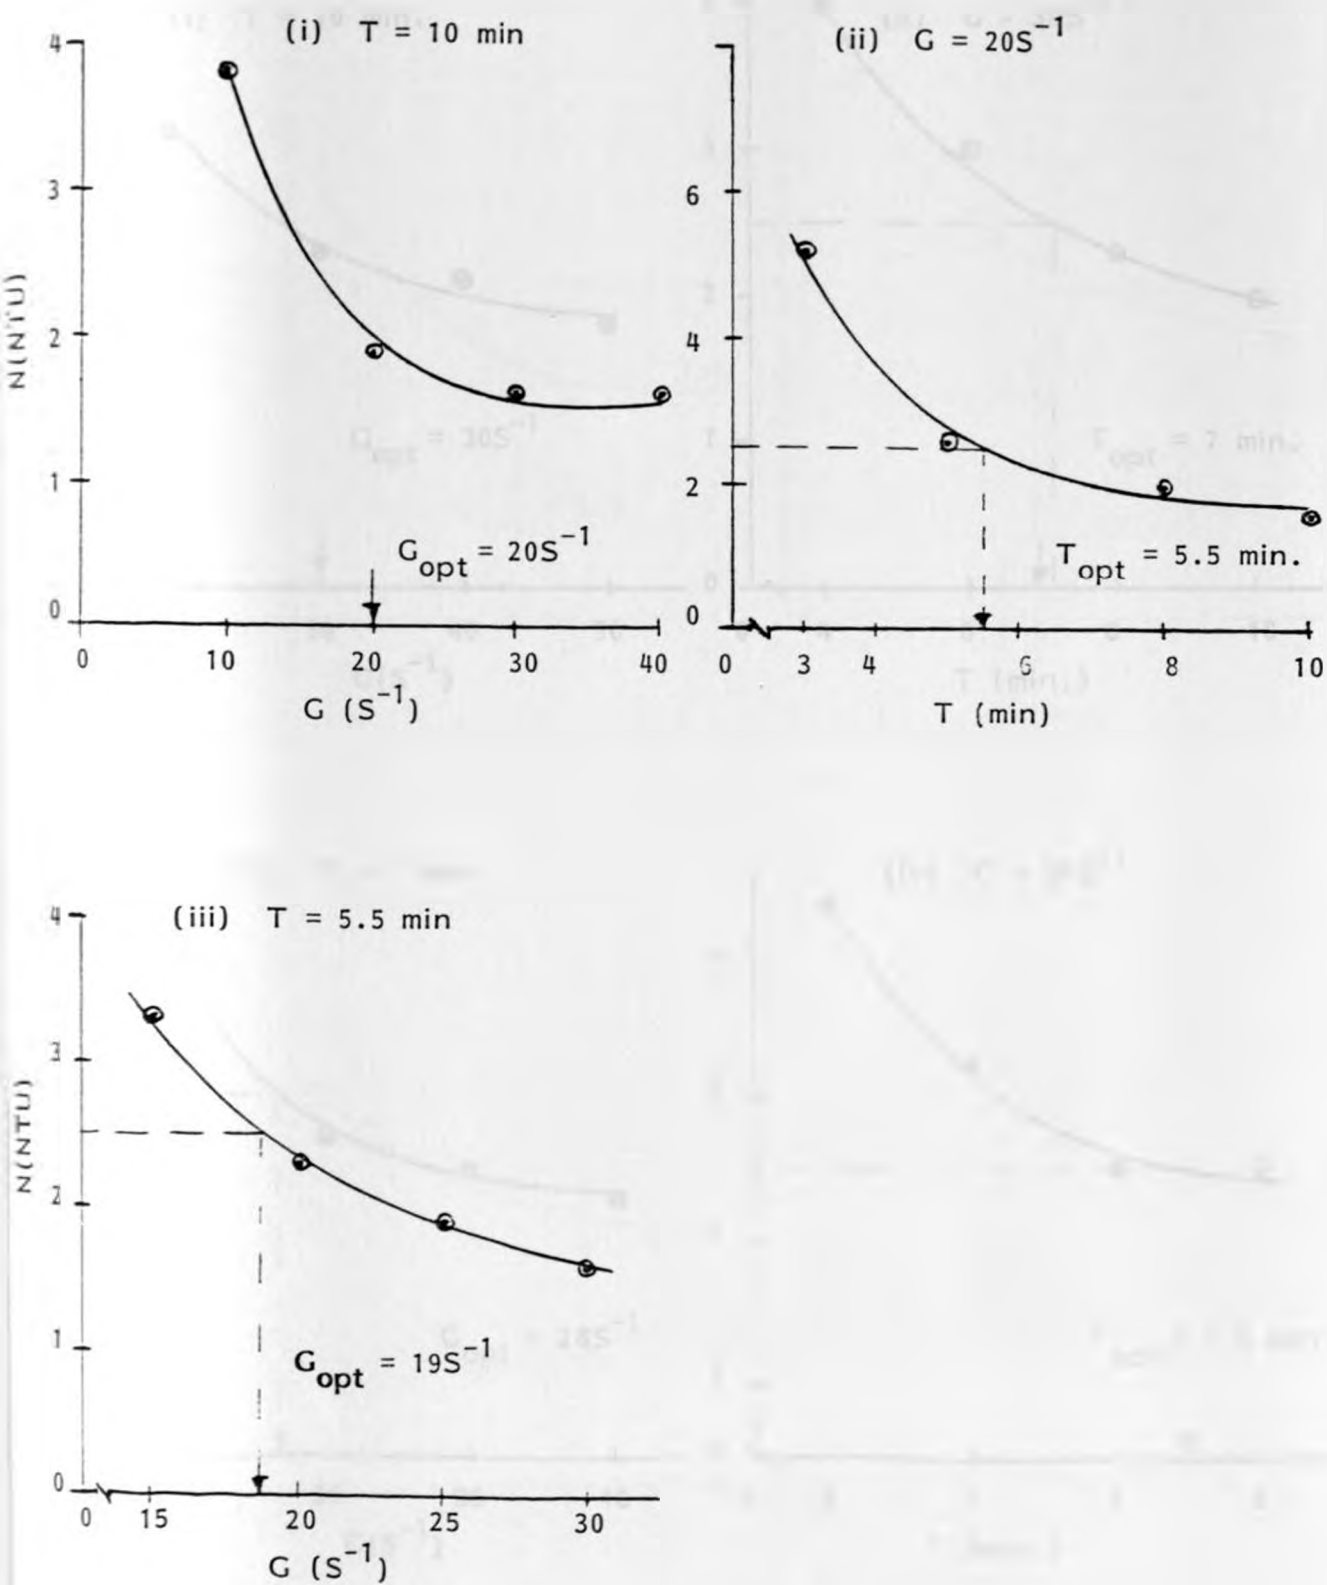 (i) T = 10 min
4
3
2
1
0
N(NTU)
G_opt = 20S⁻¹
0 10 20 30 40
G (S⁻¹)
(ii) G = 20S⁻¹
6
4
2
0
T_opt = 5.5 min.
0 3 4 6 8 10
T (min)
(iii) T = 5.5 min
4
3
2
1
0
N(NTU)
G_opt = 19S⁻¹
0 15 20 25 30
G (S⁻¹)